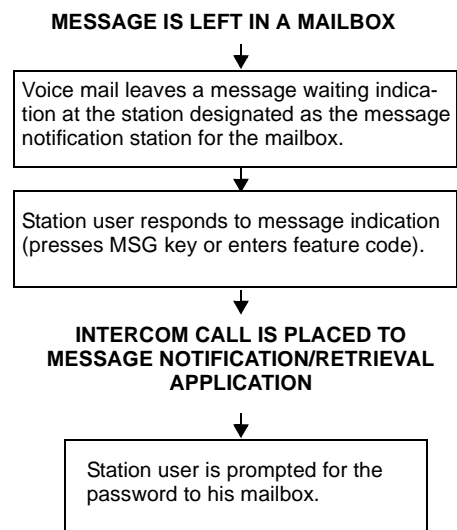 MESSAGE IS LEFT IN A MAILBOX
Voice mail leaves a message waiting indica-
tion at the station designated as the message
notification station for the mailbox.
Station user responds to message indication
(presses MSG key or enters feature code).
INTERCOM CALL IS PLACED TO
MESSAGE NOTIFICATION/RETRIEVAL
APPLICATION
Station user is prompted for the
password to his mailbox.